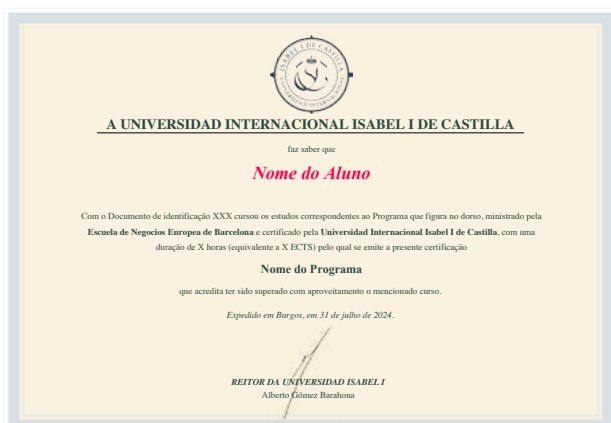 ISABEL I DE CASTILLA
A UNIVERSIDAD INTERNACIONAL ISABEL I DE CASTILLA
faz saber que
Nome do Aluno
Com o Documento de identificação XXX cursou os estudos correspondentes ao Programa que figura no dorso, ministrado pela
Escuela de Negocios Europea de Barcelona e certificado pela Universidad Internacional Isabel I de Castilla, com uma
duração de X horas (equivalente a X ECTS) pelo qual se emite a presente certificação
Nome do Programa
que acredita ter sido superado com aproveitamento o mencionado curso.
Expedido em Burgos, em 31 de julho de 2024.
REITOR DA UNIVERSIDAD ISABEL I
Alberto Gómez Barahona